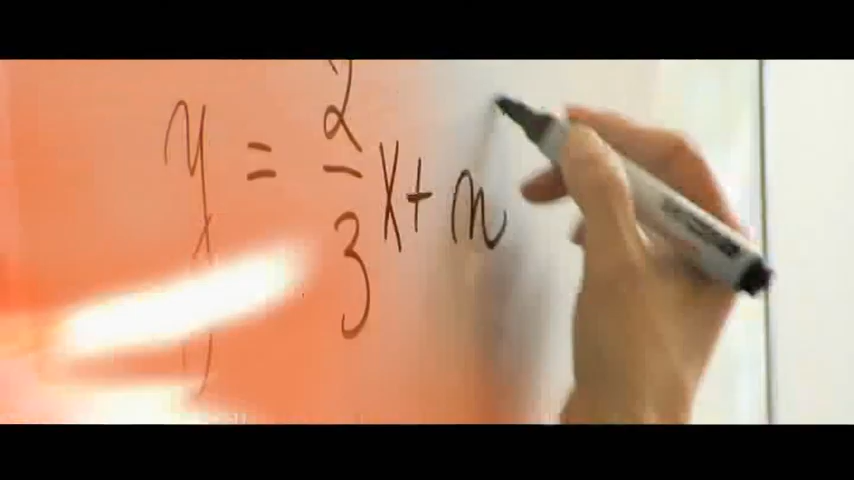 y = 2/3 x + n